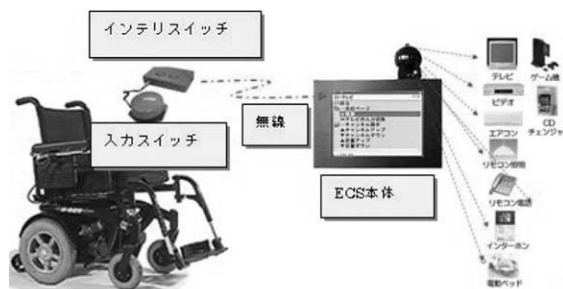 インテリスイッチ
入力スイッチ
無線
ECS本体
テレビ
ゲーム機
ビデオ
CD
チェンジャ
エアコン
リモコン照明
リモコン電話
インターホン
電動ベッド